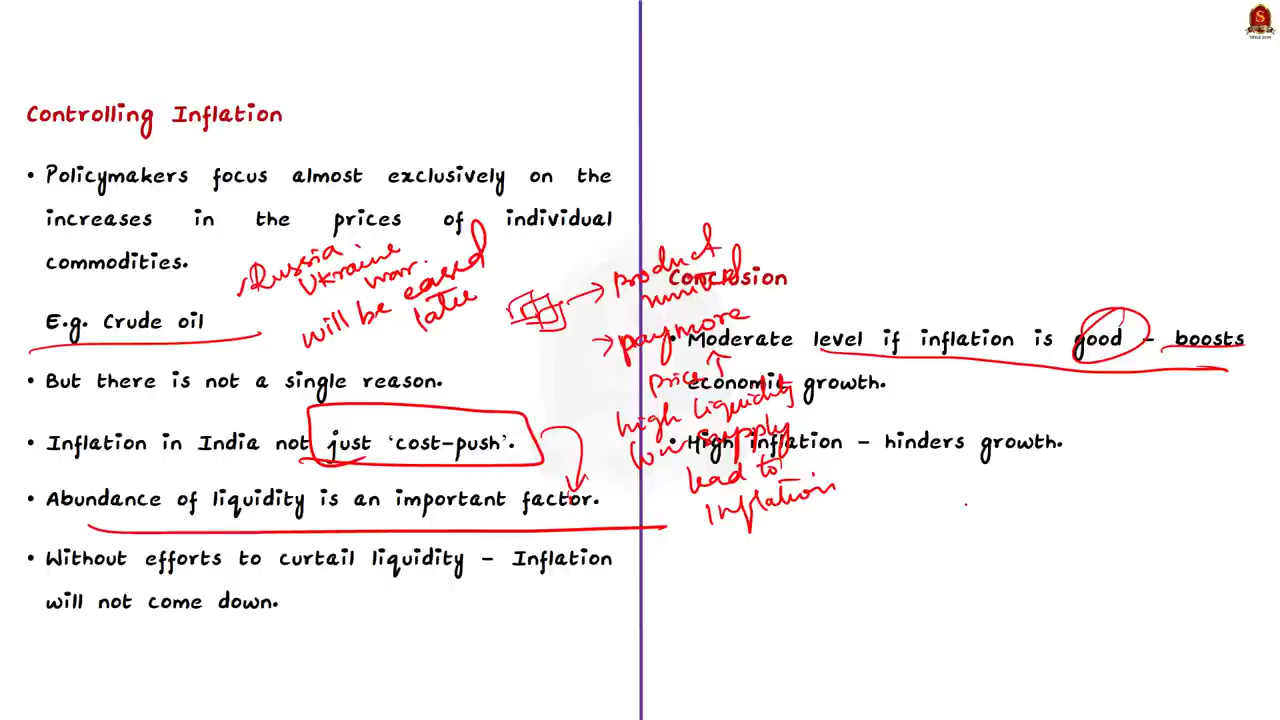 Controlling Inflation
• Policymakers focus almost exclusively on the
increases in the prices of individual
commodities.
Russia
Ukraine
war.
will be eased
later
E.g. Crude oil
• But there is not a single reason.
• Inflation in India not just 'cost-push'.
• Abundance of liquidity is an important factor.
• Without efforts to curtail liquidity - Inflation
will not come down.
product
→ pay more
price ↑
high liquidity
supply
lead to
Inflation
Conclusion
• Moderate level if inflation is good - boosts
economic growth.
• High inflation - hinders growth.